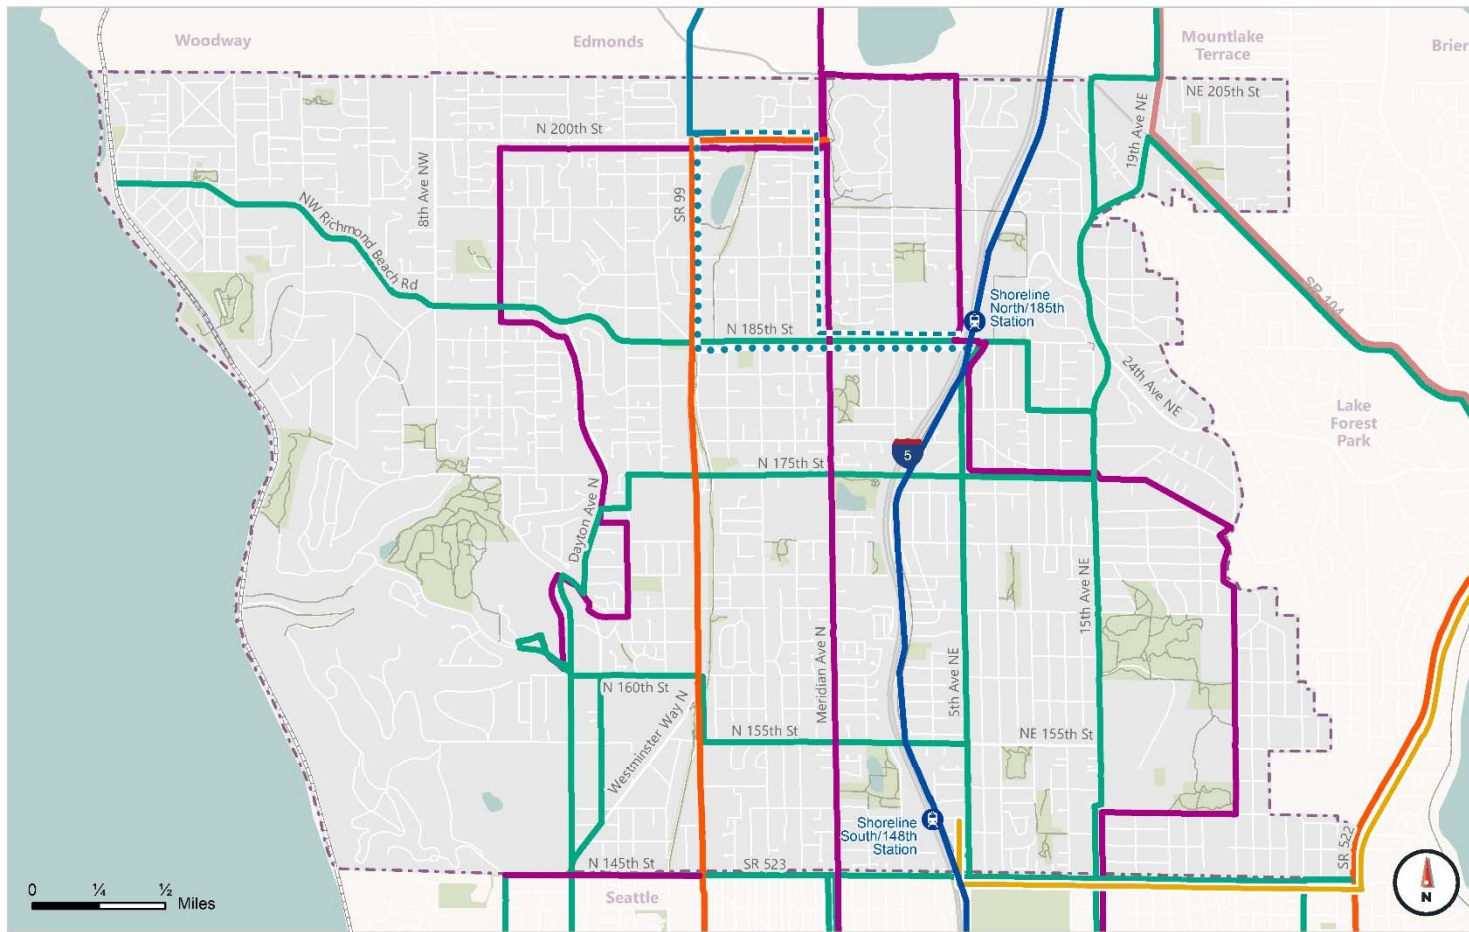 Woodway
Edmonds
Mountlake
Terrace
Brier
NE 205th St
N 200th St
19th Ave NE
8th Ave NW
SR 99
NW Richmond Beach Rd
SR 104
Shoreline
North/185th
Station
N 185th St
24th Ave NE
Lake
Forest
Park
5
N 175th St
Dayton Ave N
15th Ave NE
Meridian Ave N
5th Ave NE
N 160th St
Westminster Way N
N 155th St
NE 155th St
Shoreline
South/148th
Station
SR 522
N 145th St
SR 523
0 ¼ ½
Miles
Seattle
N